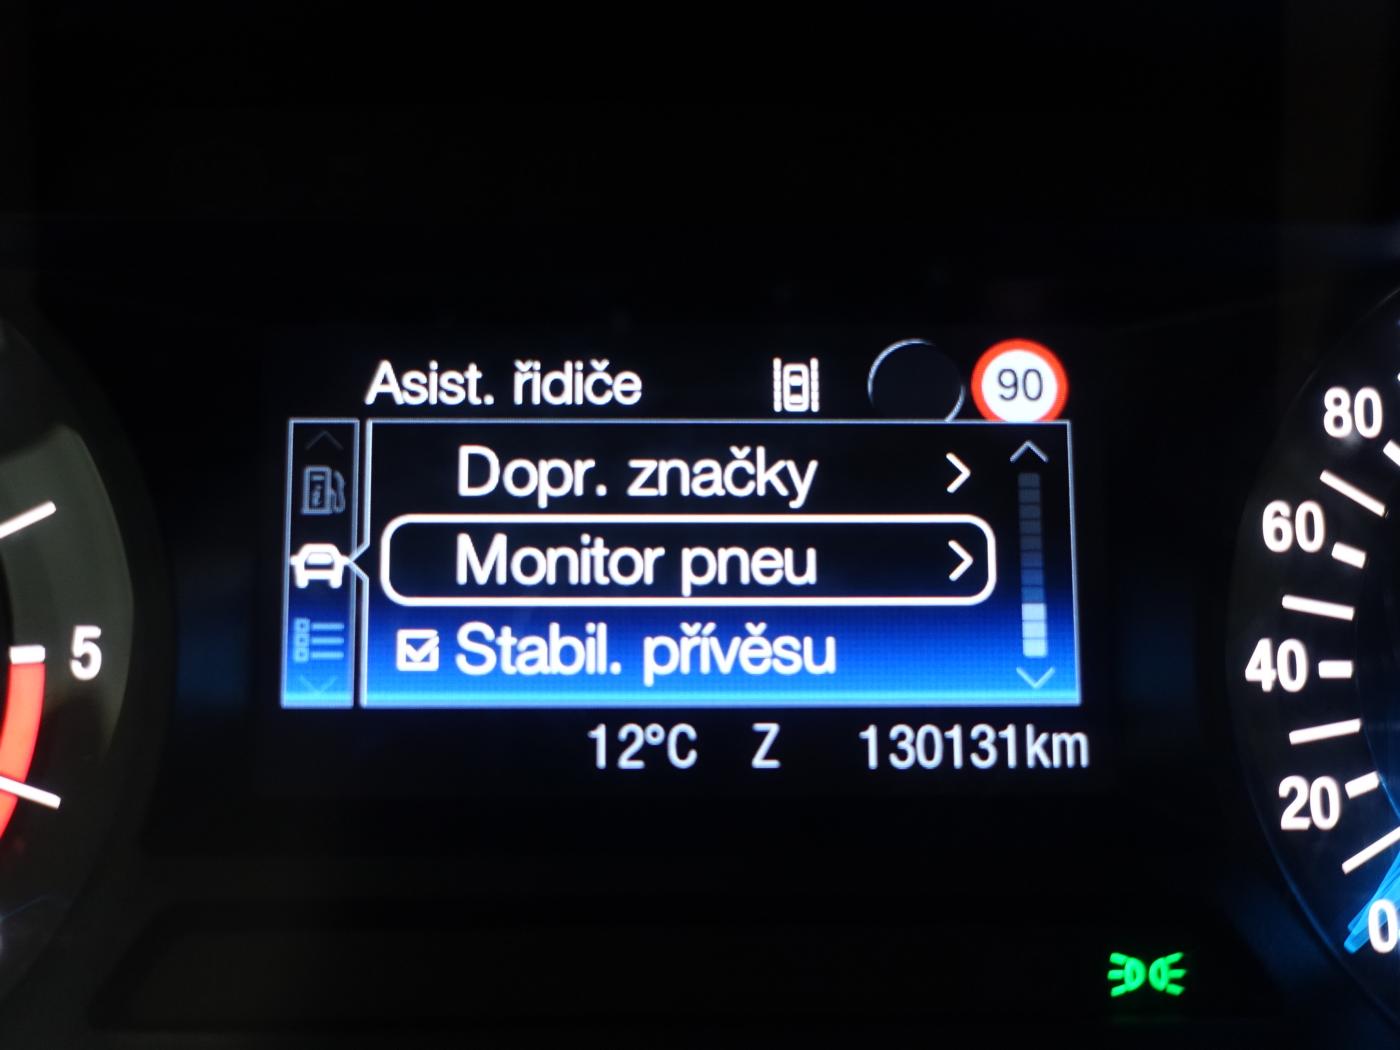 Asist. řidiče
90
Dopr. značky
Monitor pneu
Stabil. přívěsu
12°C Z 130131km
5
80
60
40
20
0